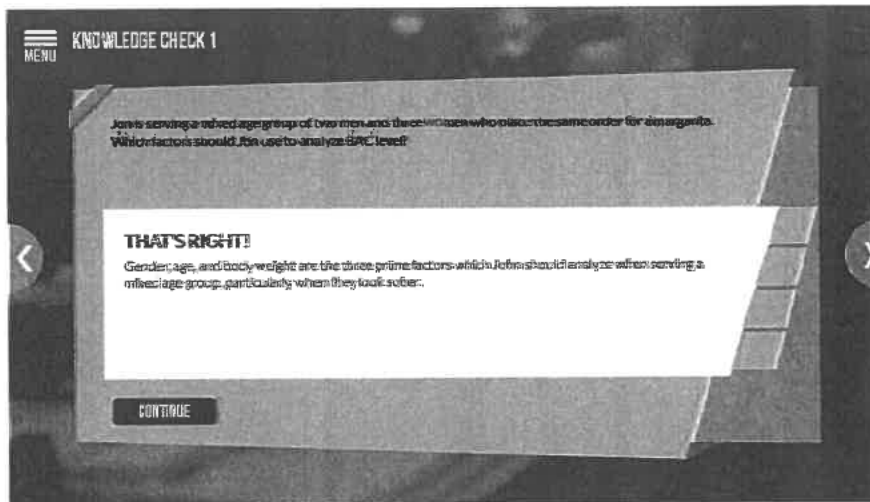 KNOWLEDGE CHECK 1
MENU
Jon is serving a mixed age group of two men and three women who place the same order for a margarita.
Which factors should Jon use to analyze BAC level?
THAT'S RIGHT!
Gender, age, and body weight are the three prime factors which John should analyze when serving a
mixed age group, particularly when they look sober.
CONTINUE